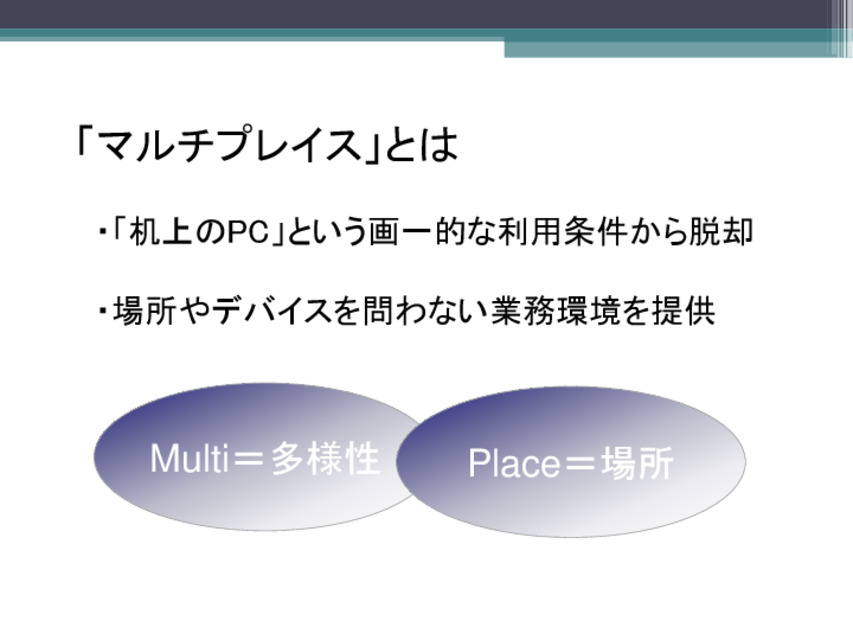 「マルチプレイス」とは
・「机上のPC」という画一的な利用条件から脱却
・場所やデバイスを問わない業務環境を提供
Multi＝多様性
Place＝場所